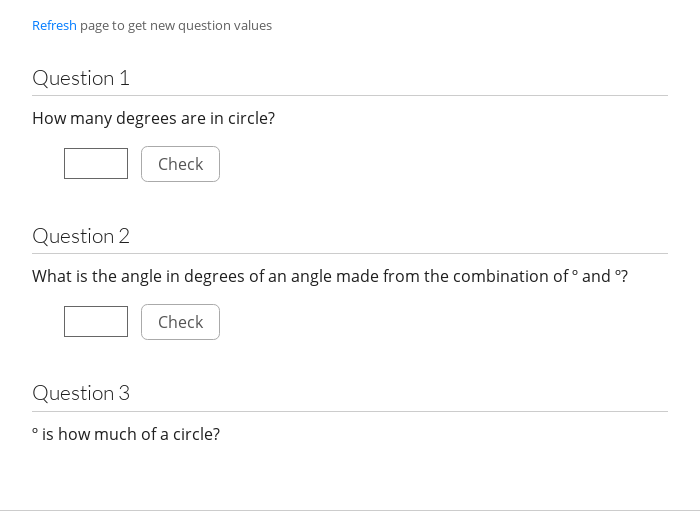 Refresh page to get new question values
Question 1
How many degrees are in circle?
Check
Question 2
What is the angle in degrees of an angle made from the combination of ° and °?
Check
Question 3
° is how much of a circle?